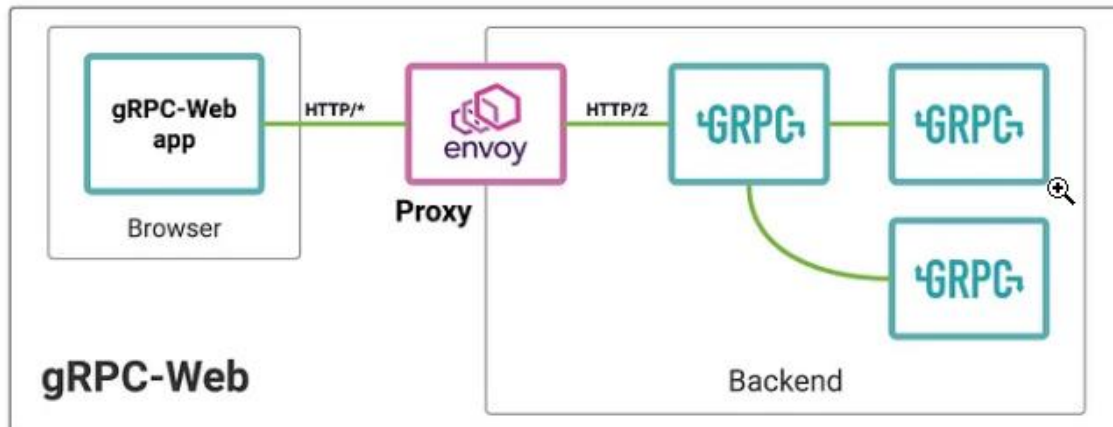 gRPC-Web
app
HTTP/*
envoy
HTTP/2
GRPC
GRPC
Proxy
Browser
GRPC
gRPC-Web
Backend